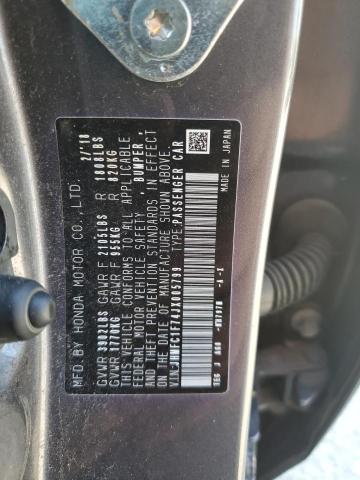 MFD BY HONDA MOTOR CO., LTD. 2/'18
GVWR 3902LBS GAWR F 2105LBS R 1808LBS
GVWR 1770KG GAWR F 955KG R 820KG
THIS VEHICLE CONFORMS TO ALL APPLICABLE
FEDERAL MOTOR VEHICLE SAFETY BUMPER,
AND THEFT PREVENTION STANDARDS IN EFFECT
ON THE DATE OF MANUFACTURE SHOWN ABOVE.
TYPE:PASSENGER CAR
MADE IN JAPAN